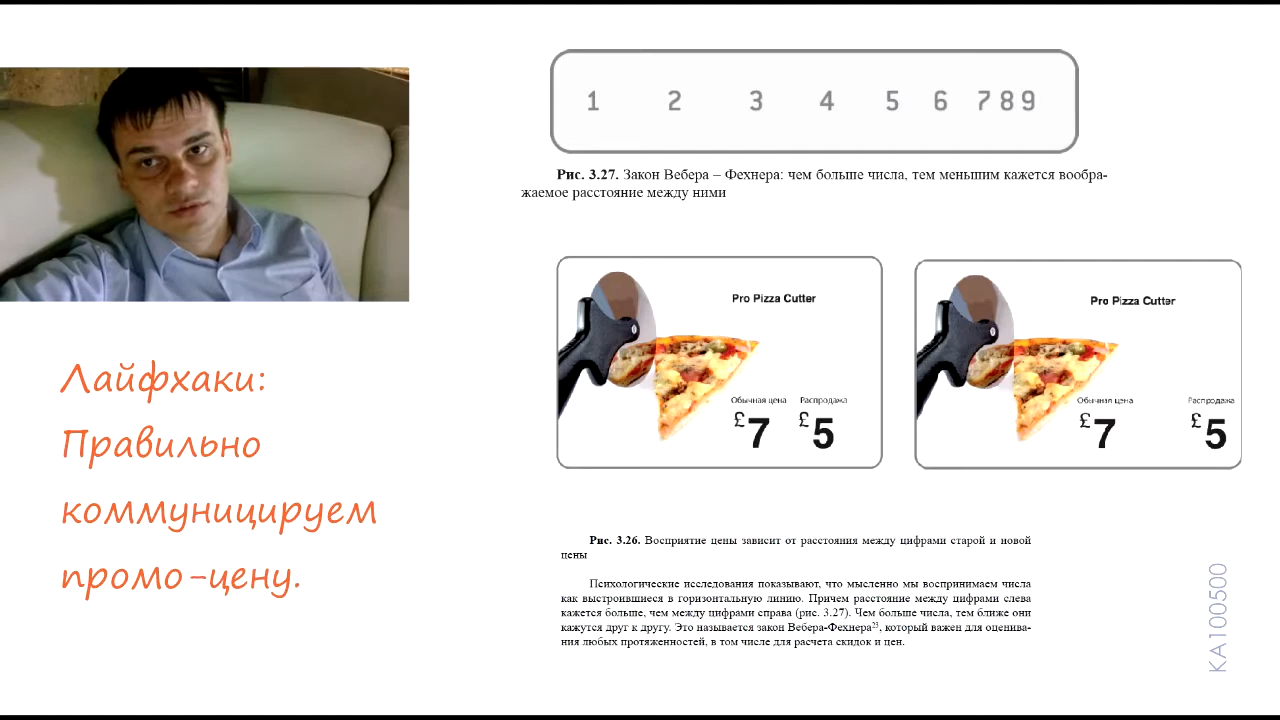 1 2 3 4 5 6 7 8 9
Рис. 3.27. Закон Вебера – Фехнера: чем больше числа, тем меньшим кажется вообра-
жаемое расстояние между ними
Pro Pizza Cutter
Обычная цена Распродажа
£7 £5
Pro Pizza Cutter
Обычная цена Распродажа
£7 £5
Лайфхаки:
Правильно
коммуницируем
промо-цену.
Рис. 3.26. Восприятие цены зависит от расстояния между цифрами старой и новой
цены
Психологические исследования показывают, что мысленно мы воспринимаем числа
как выстроившиеся в горизонтальную линию. Причем расстояние между цифрами слева
кажется больше, чем между цифрами справа (рис. 3.27). Чем больше числа, тем ближе они
кажутся друг к другу. Это называется закон Вебера-Фехнера²³, который важен для оценива-
ния любых протяженностей, в том числе для расчета скидок и цен.
KA100500